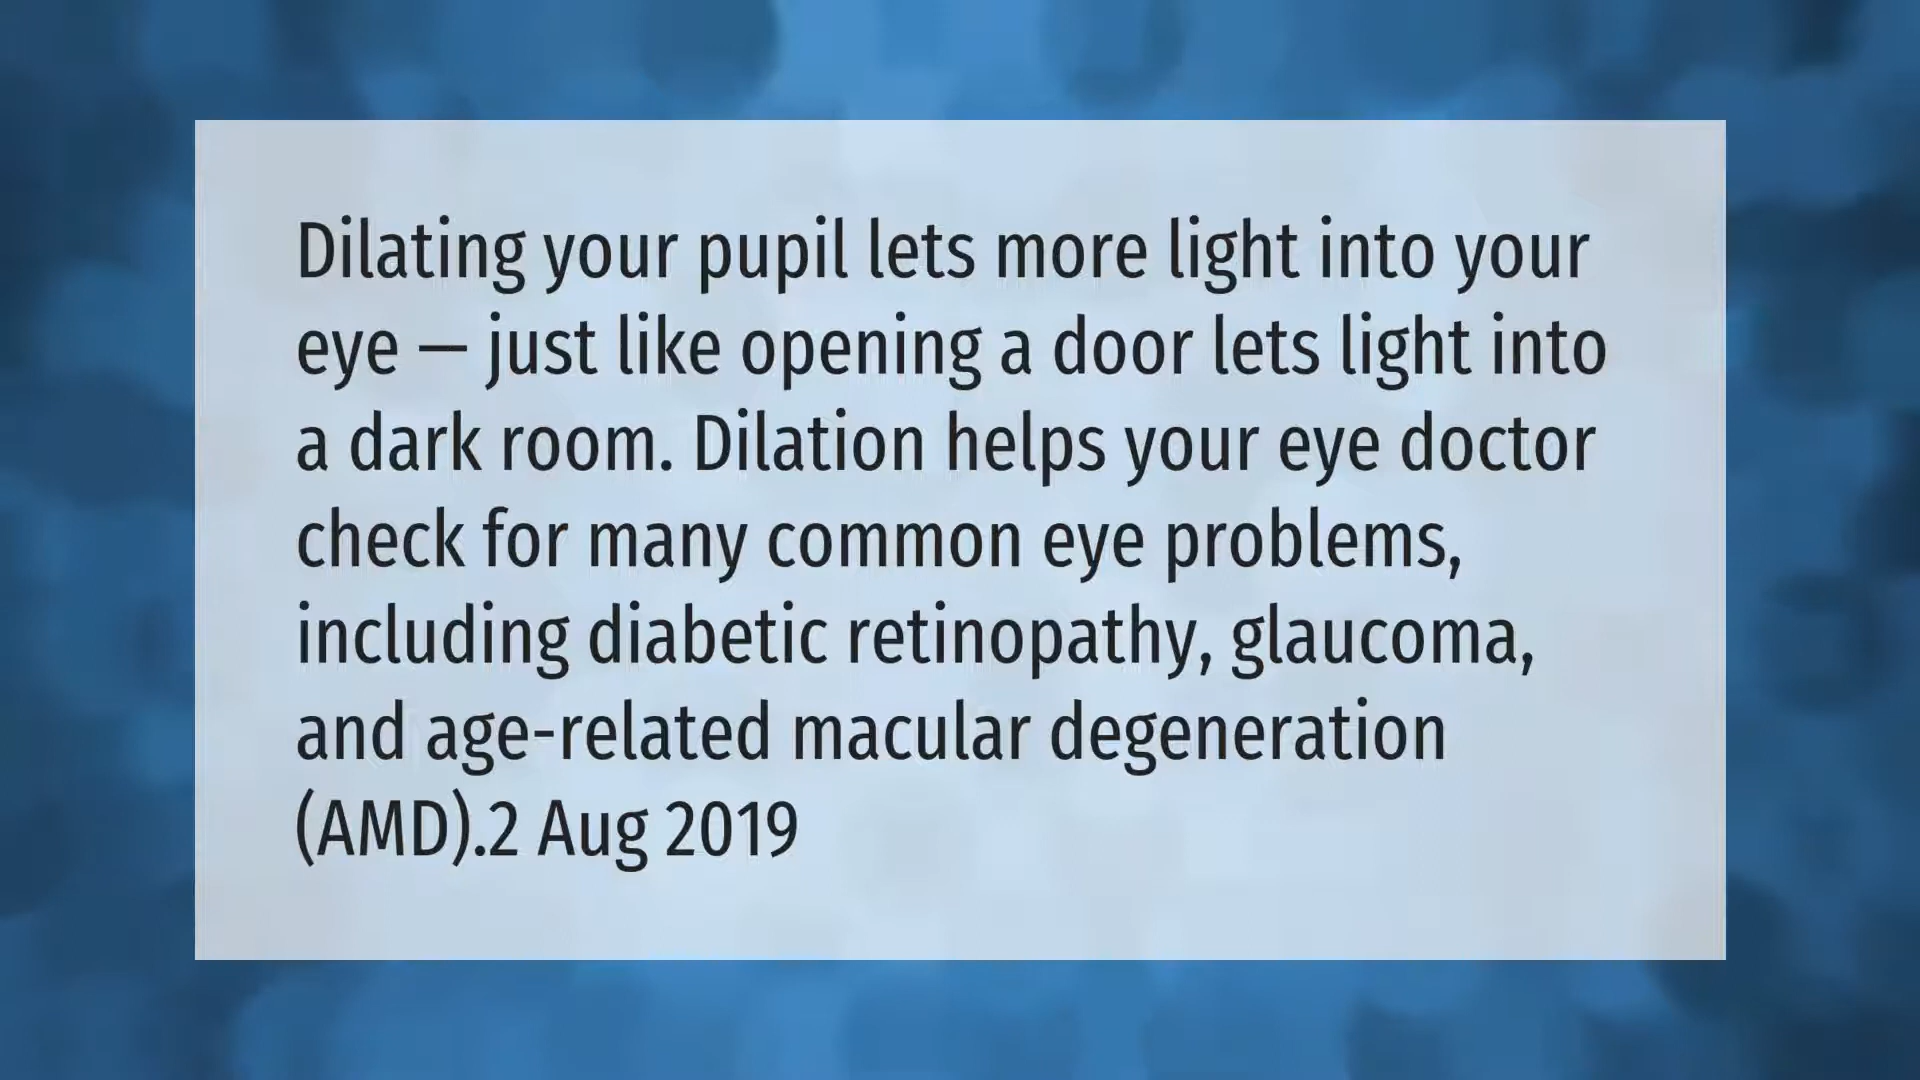 Dilating your pupil lets more light into your
eye — just like opening a door lets light into
a dark room. Dilation helps your eye doctor
check for many common eye problems,
including diabetic retinopathy, glaucoma,
and age-related macular degeneration
(AMD).2 Aug 2019